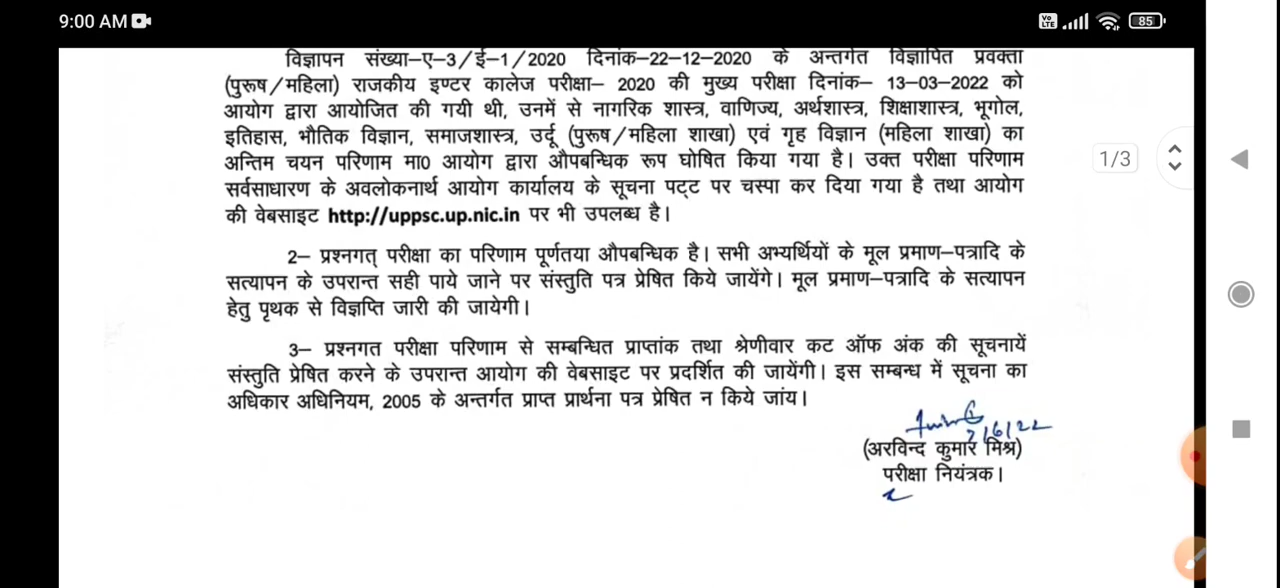 9:00 AM
Vo LTE
85
विज्ञापन संख्या–ए–3/ई–1/2020 दिनांक–22–12–2020 के अन्तर्गत विज्ञापित प्रवक्ता
(पुरूष/महिला) राजकीय इण्टर कालेज परीक्षा– 2020 की मुख्य परीक्षा दिनांक– 13–03–2022 को
आयोग द्वारा आयोजित की गयी थी, उनमें से नागरिक शास्त्र, वाणिज्य, अर्थशास्त्र, शिक्षाशास्त्र, भूगोल,
इतिहास, भौतिक विज्ञान, समाजशास्त्र, उर्दू (पुरूष/महिला शाखा) एवं गृह विज्ञान (महिला शाखा) का
अन्तिम चयन परिणाम मा0 आयोग द्वारा औपबन्धिक रूप घोषित किया गया है। उक्त परीक्षा परिणाम
सर्वसाधारण के अवलोकनार्थ आयोग कार्यालय के सूचना पट्ट पर चस्पा कर दिया गया है तथा आयोग
की वेबसाइट http://uppsc.up.nic.in पर भी उपलब्ध है।
1/3
2– प्रश्नगत् परीक्षा का परिणाम पूर्णतया औपबन्धिक है। सभी अभ्यर्थियों के मूल प्रमाण–पत्रादि के
सत्यापन के उपरान्त सही पाये जाने पर संस्तुति पत्र प्रेषित किये जायेंगे। मूल प्रमाण–पत्रादि के सत्यापन
हेतु पृथक से विज्ञप्ति जारी की जायेगी।
3– प्रश्नगत परीक्षा परिणाम से सम्बन्धित प्राप्तांक तथा श्रेणीवार कट ऑफ अंक की सूचनायें
संस्तुति प्रेषित करने के उपरान्त आयोग की वेबसाइट पर प्रदर्शित की जायेंगी। इस सम्बन्ध में सूचना का
अधिकार अधिनियम, 2005 के अन्तर्गत प्राप्त प्रार्थना पत्र प्रेषित न किये जांय।
7/6/22
(अरविन्द कुमार मिश्र)
परीक्षा नियंत्रक।